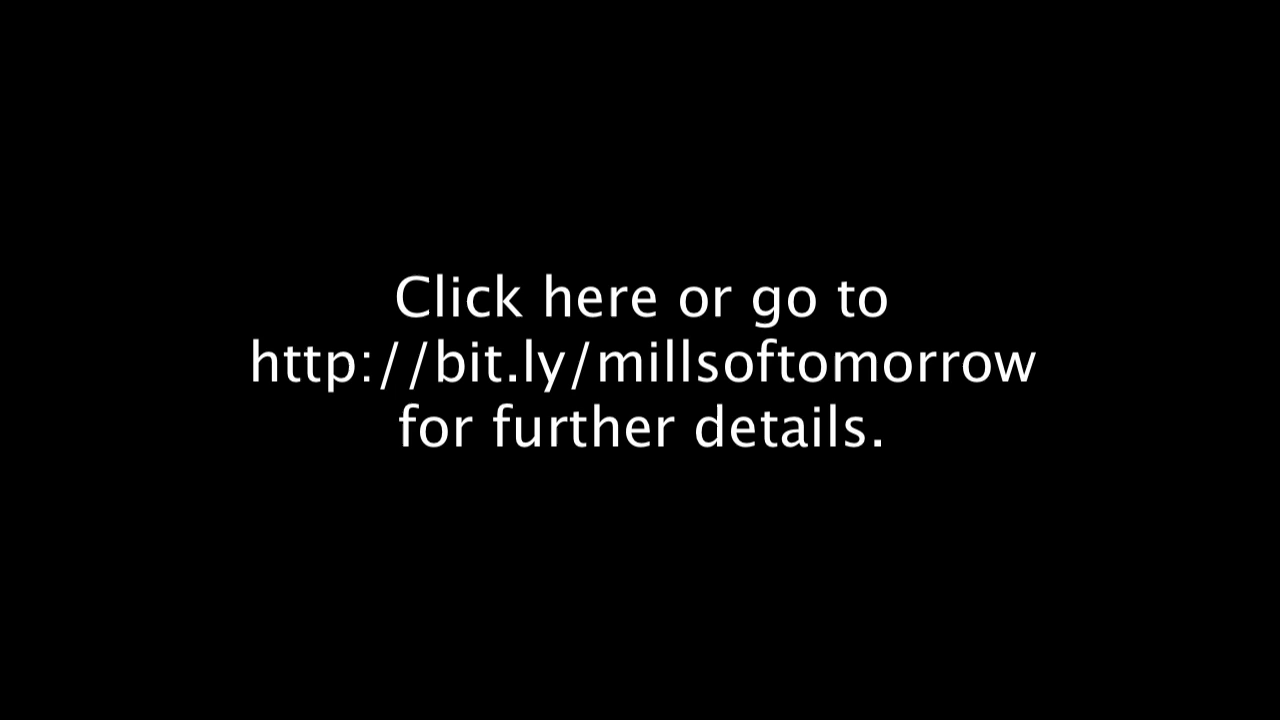 Click here or go to
http://bit.ly/millsoftomorrow
for further details.